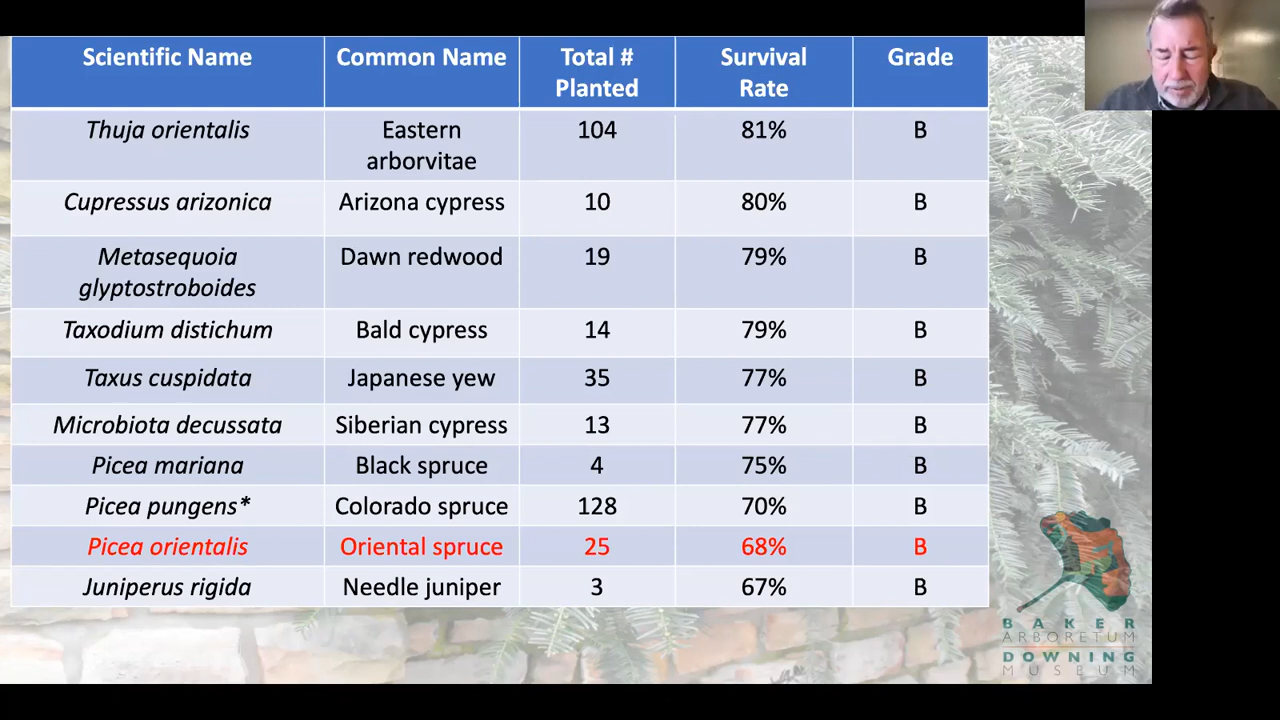 Scientific Name Common Name Total # Survival Grade
Planted Rate
Thuja orientalis Eastern 104 81% B
arborvitae
Cupressus arizonica Arizona cypress 10 80% B
Metasequoia Dawn redwood 19 79% B
glyptostroboides
Taxodium distichum Bald cypress 14 79% B
Taxus cuspidata Japanese yew 35 77% B
Microbiota decussata Siberian cypress 13 77% B
Picea mariana Black spruce 4 75% B
Picea pungens* Colorado spruce 128 70% B
Picea orientalis Oriental spruce 25 68% B
Juniperus rigida Needle juniper 3 67% B
BAKER
ARBORETUM
DOWNING
MUSEUM